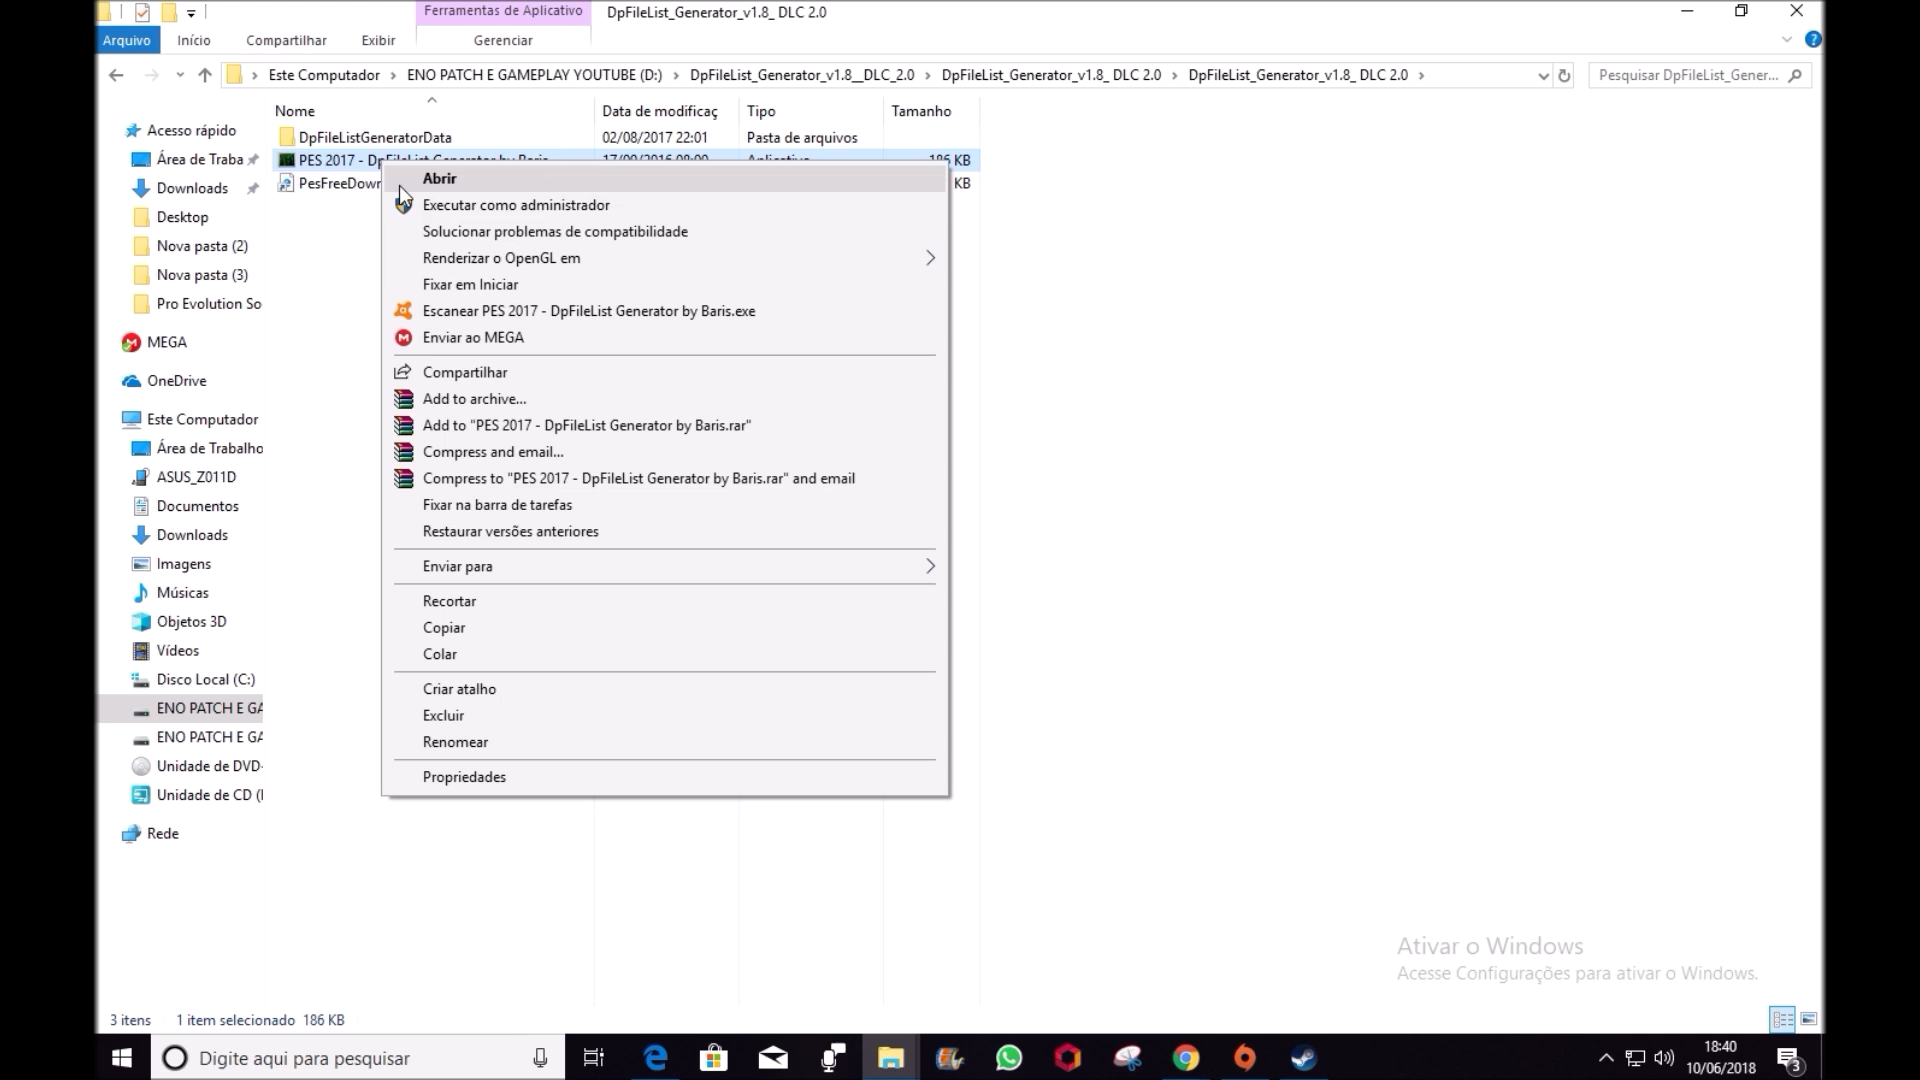 Ferramentas de Aplicativo
DpFileList_Generator_v1.8_ DLC 2.0
Arquivo
Início
Compartilhar
Exibir
Gerenciar
Este Computador
ENO PATCH E GAMEPLAY YOUTUBE (D:)
DpFileList_Generator_v1.8__DLC_2.0
DpFileList_Generator_v1.8_ DLC 2.0
DpFileList_Generator_v1.8_ DLC 2.0
Pesquisar DpFileList_Gener...
Nome
Data de modificaç
Tipo
Tamanho
DpFileListGeneratorData
02/08/2017 22:01
Pasta de arquivos
PES 2017 - DpFileList Generator by Baris
Aplicativo
186 KB
PesFreeDow
KB
Acesso rápido
Área de Traba
Downloads
Desktop
Nova pasta (2)
Nova pasta (3)
Pro Evolution So
MEGA
OneDrive
Este Computador
Área de Trabalho
ASUS_Z011D
Documentos
Downloads
Imagens
Músicas
Objetos 3D
Vídeos
Disco Local (C:)
ENO PATCH E GA
ENO PATCH E GA
Unidade de DVD-
Unidade de CD (
Rede
Abrir
Executar como administrador
Solucionar problemas de compatibilidade
Renderizar o OpenGL em
Fixar em Iniciar
Escanear PES 2017 - DpFileList Generator by Baris.exe
Enviar ao MEGA
Compartilhar
Add to archive...
Add to "PES 2017 - DpFileList Generator by Baris.rar"
Compress and email...
Compress to "PES 2017 - DpFileList Generator by Baris.rar" and email
Fixar na barra de tarefas
Restaurar versões anteriores
Enviar para
Recortar
Copiar
Colar
Criar atalho
Excluir
Renomear
Propriedades
Ativar o Windows
Acesse Configurações para ativar o Windows.
3 itens
1 item selecionado 186 KB
Digite aqui para pesquisar
18:40
10/06/2018
3